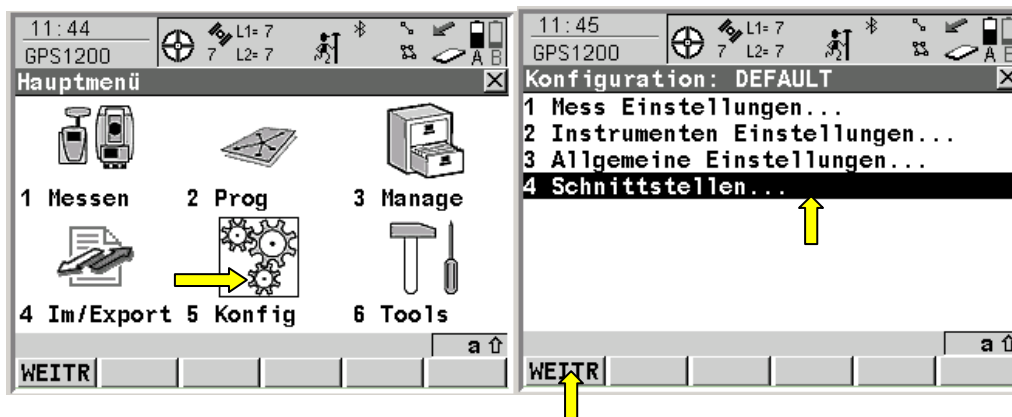 11:44
GPS1200
7
L1= 7
L2= 7
A B
Hauptmenü
1 Messen 2 Prog 3 Manage
4 Im/Export 5 Konfig 6 Tools
a
WEITR
11:45
GPS1200
7
L1= 7
L2= 7
A B
Konfiguration: DEFAULT
1 Mess Einstellungen...
2 Instrumenten Einstellungen...
3 Allgemeine Einstellungen...
4 Schnittstellen...
a
WEITR